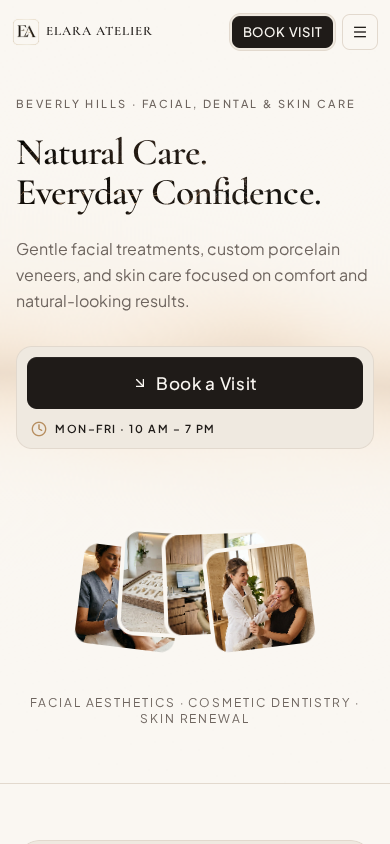 FA ELARA ATELIER
BOOK VISIT
BEVERLY HILLS · FACIAL, DENTAL & SKIN CARE
Natural Care.
Everyday Confidence.
Gentle facial treatments, custom porcelain
veneers, and skin care focused on comfort and
natural-looking results.
Book a Visit
MON–FRI · 10 AM – 7 PM
FACIAL AESTHETICS · COSMETIC DENTISTRY ·
SKIN RENEWAL